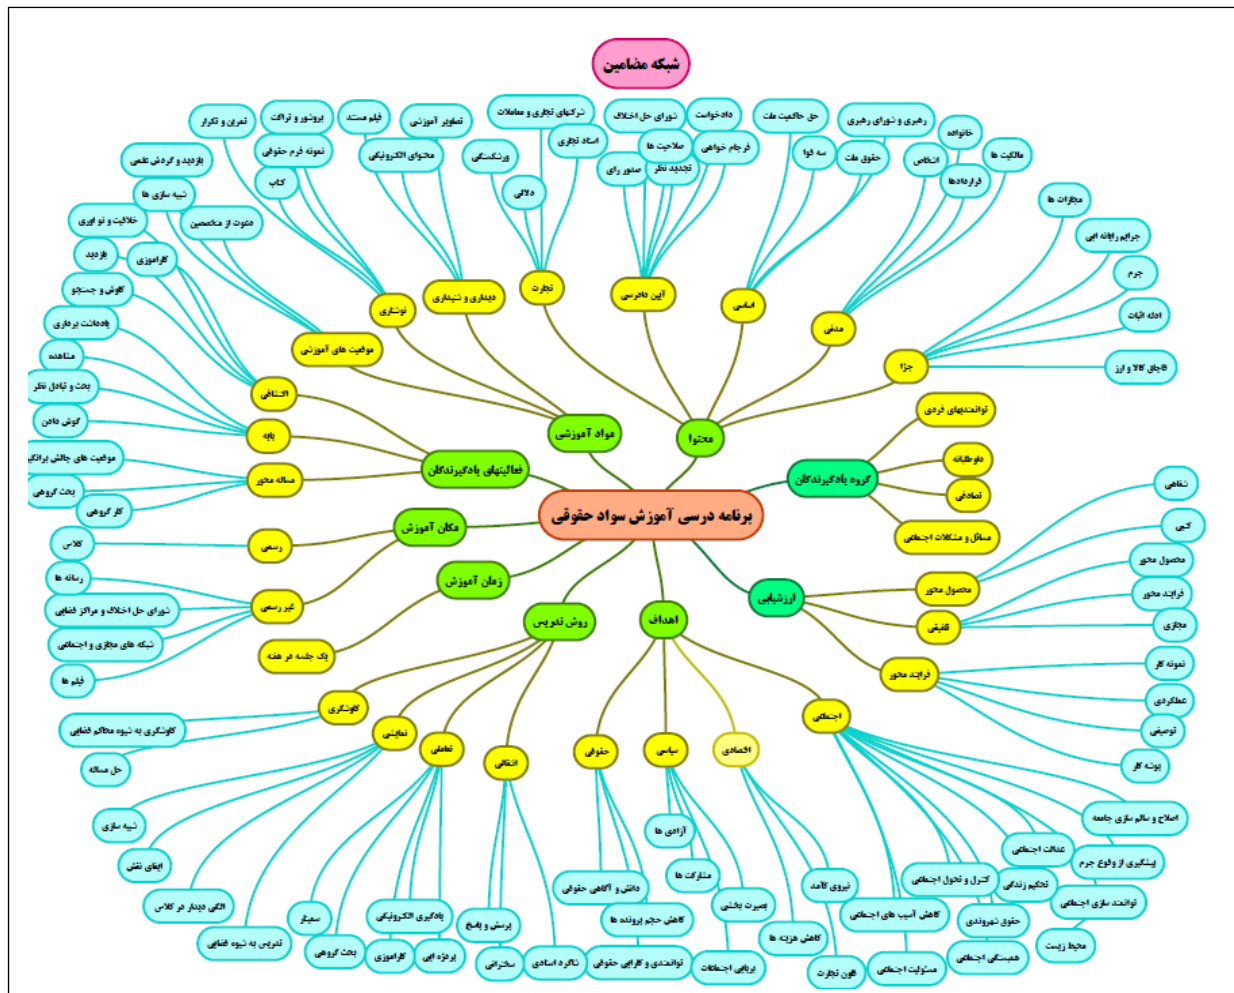 شبکه مضامین
برنامه درسی آموزش سواد حقوقی
محتوا
جزا
مجازات ها
جرایم رایانه ایی
جرم
ادله اثبات
قاچاق کالا و ارز
مدنی
مالکیت ها
خانواده
قراردادها
اشخاص
اساسی
رهبری و شورای رهبری
حقوق ملت
سه قوا
حق حاکمیت ملت
آیین دادرسی
دادخواست
فرجام خواهی
شورای حل اختلاف
صلاحیت ها
تجدید نظر
صدور رای
تجارت
شرکتهای تجاری و معاملات
اسناد تجاری
ورشکستگی
دلالی
مواد آموزشی
دیداری و شنیداری
تصاویر آموزشی
محتوای الکترونیکی
فیلم مستند
نوشتاری
بروشور و تراکت
نمونه فرم حقوقی
تمرین و تکرار
کتاب
موقعیت های آموزشی
بازدید و گردش علمی
شبیه سازی ها
دعوت از متخصصین
فعالیتهای یادگیرندگان
اکتشافی
خلاقیت و نو آوری
کارآموزی
بازدید
کاوش و جستجو
پایه
یادداشت برداری
مشاهده
بحث و تبادل نظر
گوش دادن
مساله محور
موقعیت های چالش برانگیز
بحث گروهی
کار گروهی
مکان آموزش
رسمی
کلاس
غیر رسمی
رسانه ها
شورای حل اختلاف و مراکز قضایی
شبکه های مجازی و اجتماعی
فیلم ها
زمان آموزش
یک جلسه در هفته
روش تدریس
کاوشگری
کاوشگری به شیوه محاکم قضایی
حل مساله
نمایشی
شبیه سازی
ایفای نقش
الگی دیدار در کلاس
تدریس به شیوه قضایی
تعاملی
سمینار
بحث گروهی
یادگیری الکترونیکی
کارآموزی
پروژه ایی
انتقالی
پرسش و پاسخ
سخنرانی
شاگرد استادی
اهداف
حقوقی
دانش و آگاهی حقوقی
کاهش حجم پرونده ها
توانمندی و کارایی حقوقی
سیاسی
آزادی ها
مشارکت ها
بصیرت بخشی
برپایی اجتماعات
اقتصادی
نیروی کآمد
کاهش هزینه ها
قانون تجارت
اجتماعی
اصلاح و سالم سازی جامعه
عدالت اجتماعی
پیشگیری از وقوع جرم
کنترل و تحول اجتماعی
تحکیم زندگی
توانمند سازی اجتماعی
کاهش آسیب های اجتماعی
حقوق شهروندی
محیط زیست
همبستگی اجتماعی
مسئولیت اجتماعی
ارزشیابی
محصول محور
شفاهی
کتبی
تلفیقی
محصول محور
فرایند محور
مجازی
فرایند محور
نمونه کار
عملکردی
توصیفی
پوشه کار
گروه یادگیرندگان
توانمندیهای فردی
داوطلبانه
تصادفی
مسائل و مشکلات اجتماعی